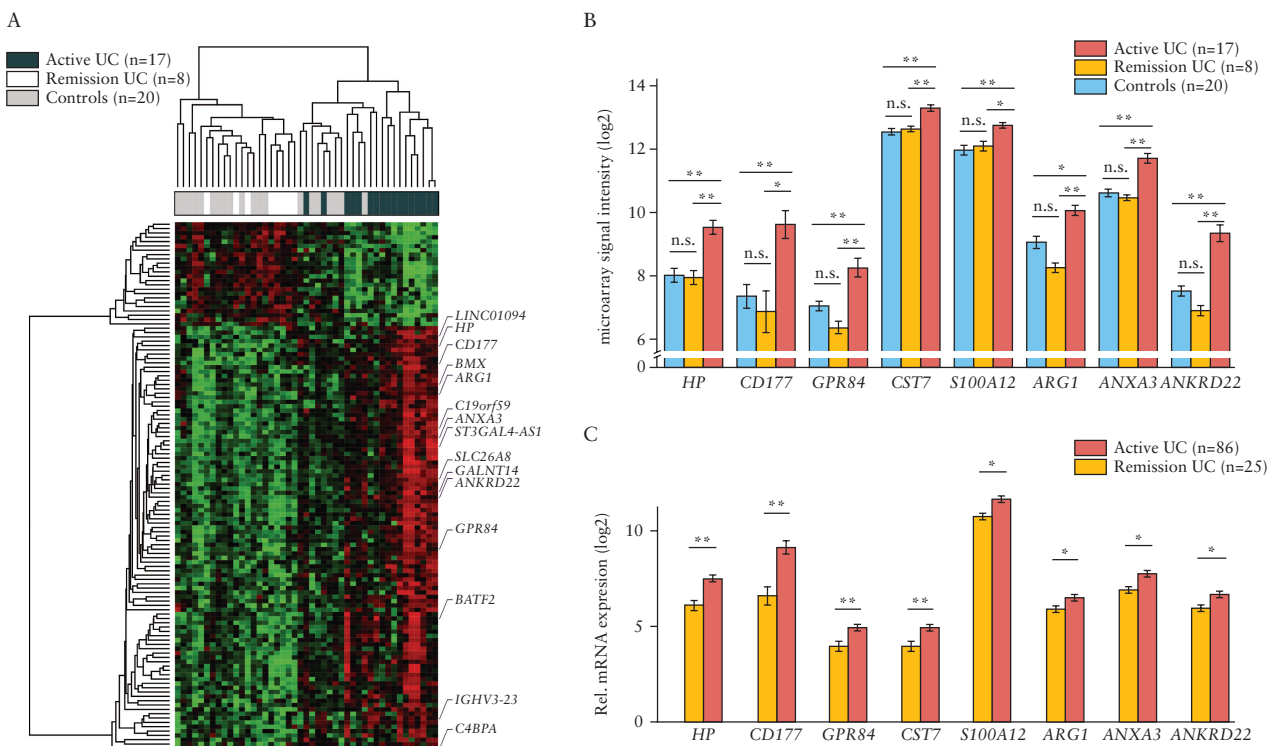 A
Active UC (n=17)
Remission UC (n=8)
Controls (n=20)
LINC01094
HP
CD177
BMX
ARG1
C19orf59
ANXA3
ST3GAL4-AS1
SLC26A8
GALNT14
ANKRD22
GPR84
BATF2
IGHV3-23
C4BPA
B
Active UC (n=17)
Remission UC (n=8)
Controls (n=20)
microarray signal intensity (log2)
14
12
10
8
6
0
** ** n.s.
** * n.s.
** ** n.s.
** ** n.s.
** * n.s.
* ** n.s.
** ** n.s.
** ** n.s.
HP CD177 GPR84 CST7 S100A12 ARG1 ANXA3 ANKRD22
C
Active UC (n=86)
Remission UC (n=25)
Rel. mRNA expression (log2)
10
5
0
** ** ** ** * * * *
HP CD177 GPR84 CST7 S100A12 ARG1 ANXA3 ANKRD22